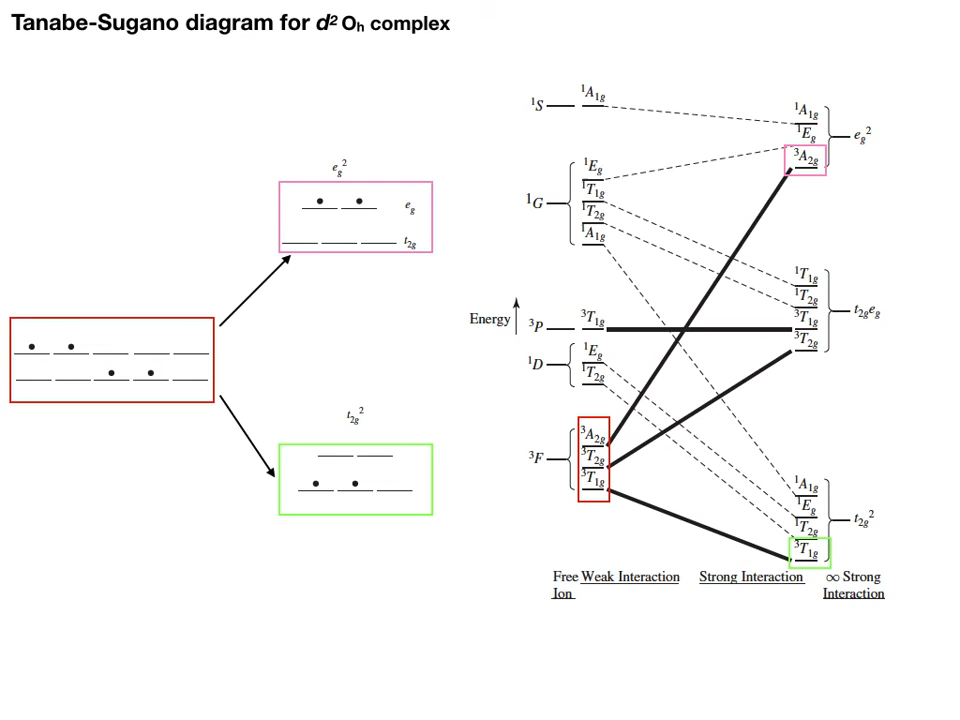 Tanabe-Sugano diagram for d² Oₕ complex
e_g²
e_g
t_2g
t_2g²
¹S
¹A_1g
¹G
¹E_g
¹T_1g
¹T_2g
¹A_1g
Energy
³P
³T_1g
¹D
¹E_g
¹T_2g
³F
³A_2g
³T_2g
³T_1g
¹A_1g
¹E_g
³A_2g
e_g²
¹T_1g
¹T_2g
³T_1g
³T_2g
t_2g e_g
¹A_1g
¹E_g
¹T_2g
³T_1g
t_2g²
Free Weak Interaction Strong Interaction ∞ Strong
Ion Interaction